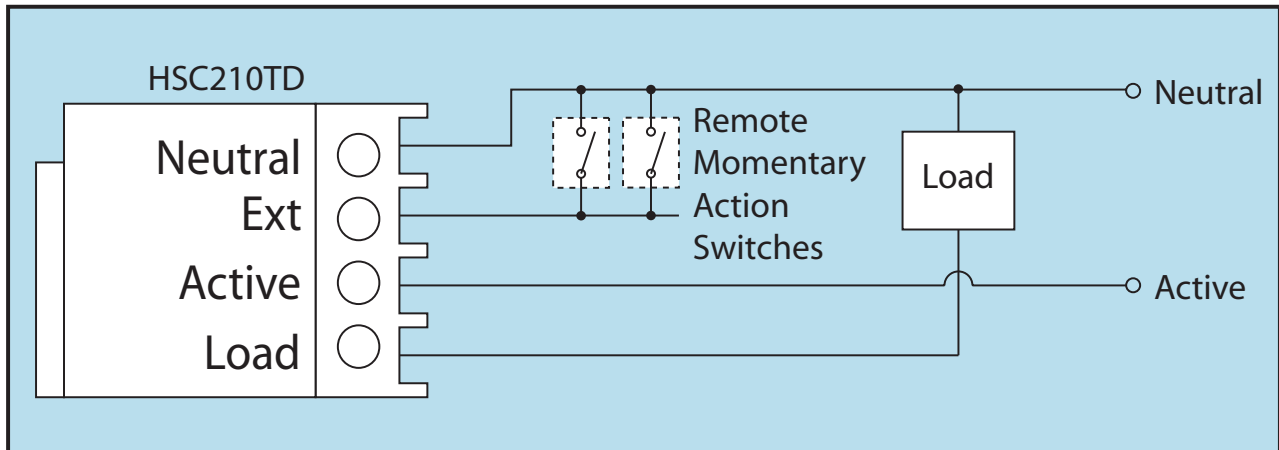 HSC210TD
Neutral
Ext
Active
Load
Remote
Momentary
Action
Switches
Load
Neutral
Active